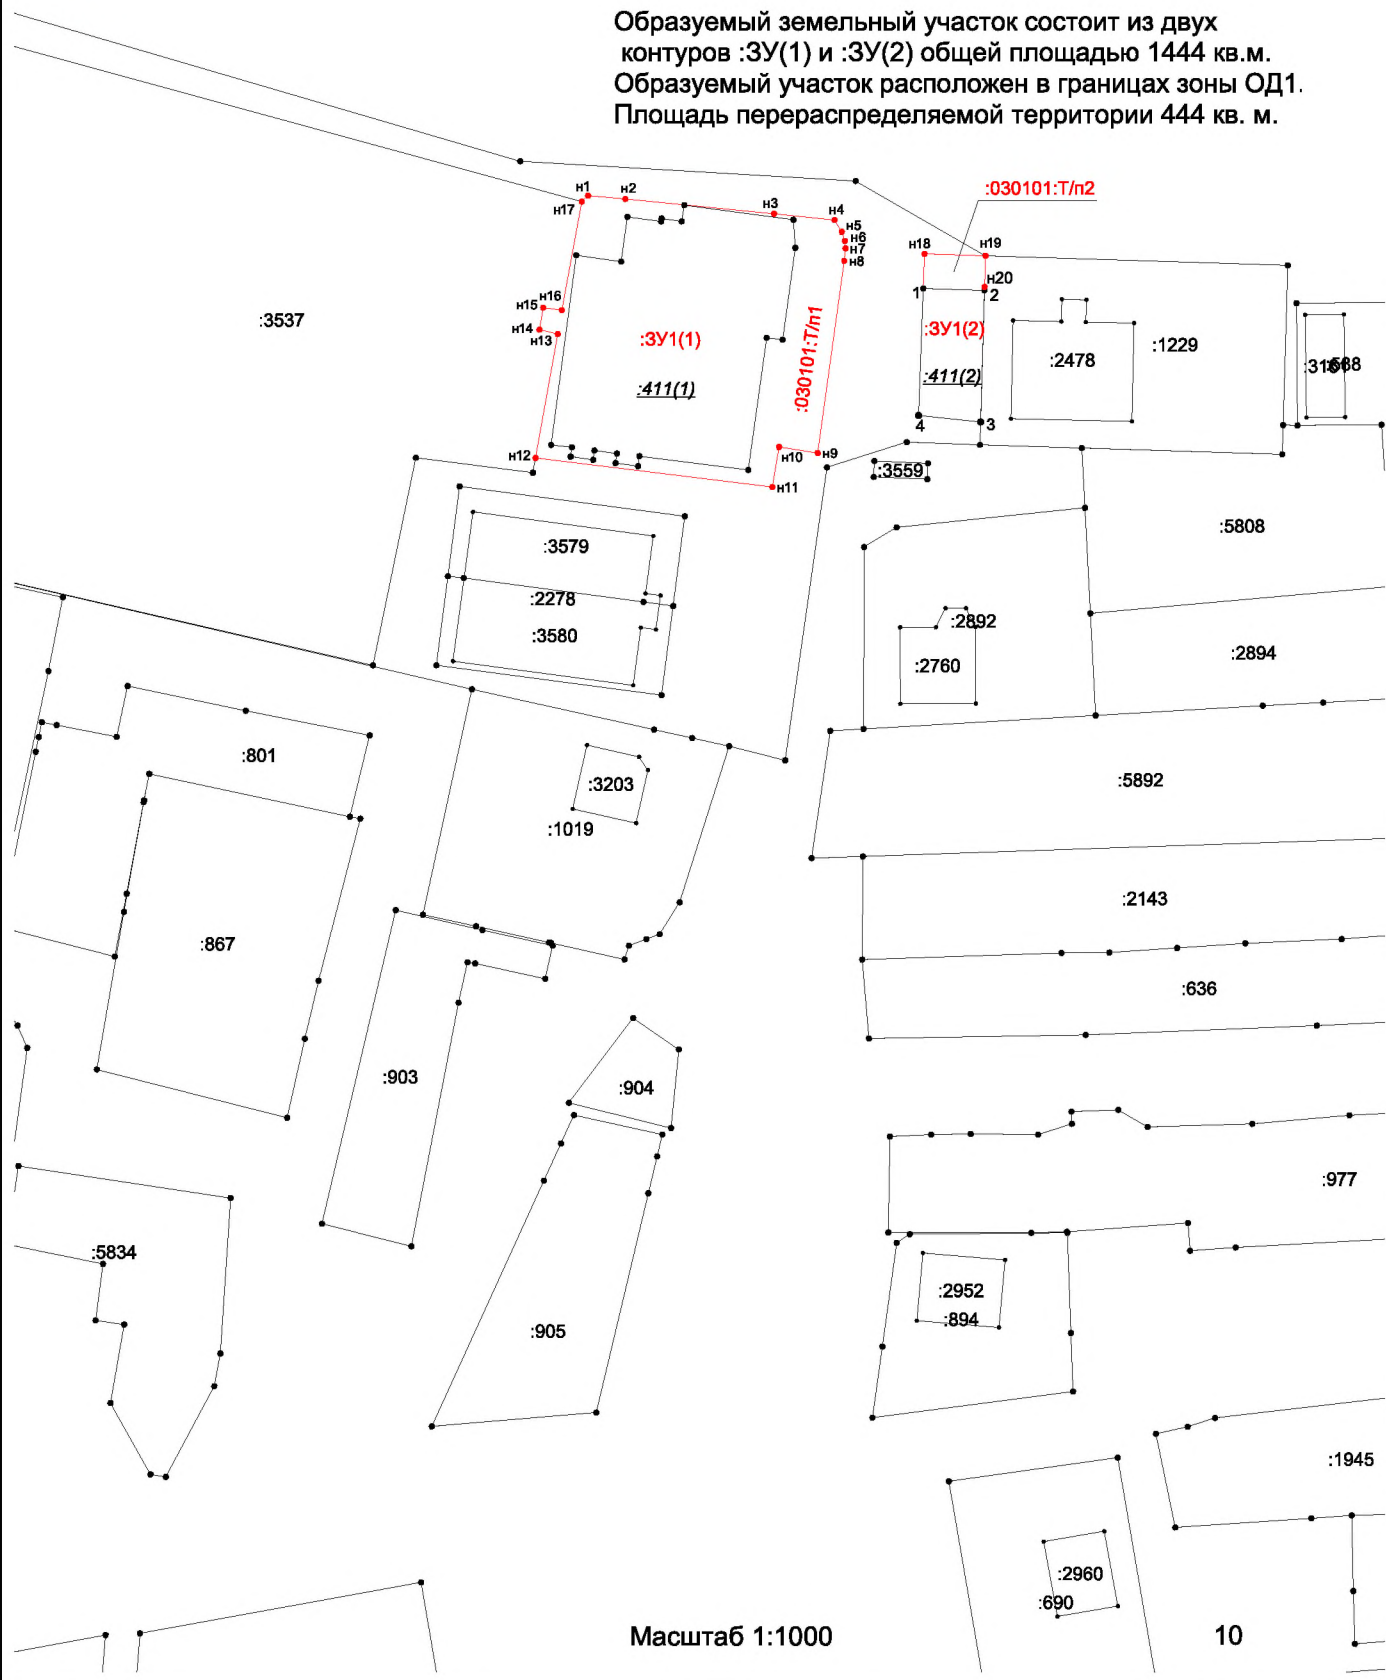 Образуемый земельный участок состоит из двух
контуров :ЗУ(1) и :ЗУ(2) общей площадью 1444 кв.м.
Образуемый участок расположен в границах зоны ОД1.
Площадь перераспределяемой территории 444 кв. м.
:030101:Т/п2
н1
н2
н17
н3
н4
н5
н6
н7
н8
н18
н19
н20
1
2
н15
н16
н14
н13
:3537
:ЗУ1(1)
:411(1)
:030101:Т/п1
:ЗУ1(2)
:411(2)
:2478
:1229
4
3
н12
н10
н9
н11
:3559
:5808
:3579
:2278
:3580
:2892
:2760
:2894
:801
:3203
:1019
:5892
:867
:2143
:636
:903
:904
:977
:5834
:905
:2952
:894
:1945
:2960
:690
Масштаб 1:1000
10